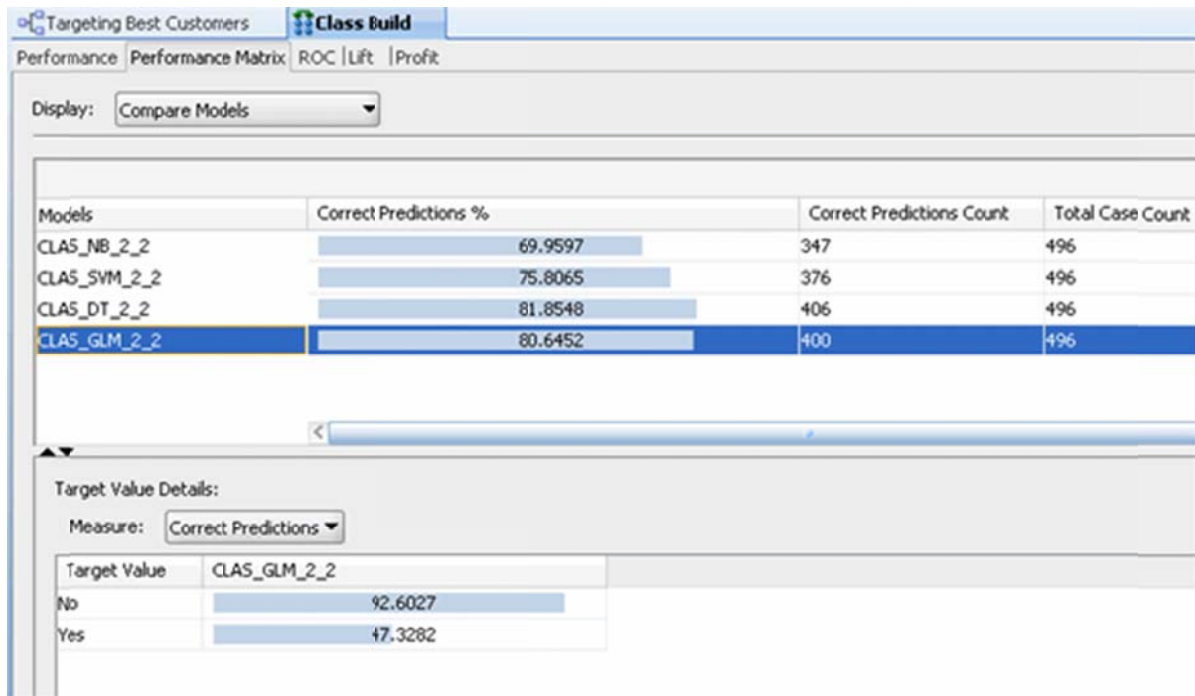 Targeting Best Customers Class Build
Performance Performance Matrix ROC Lift Profit
Display: Compare Models
Models Correct Predictions % Correct Predictions Count Total Case Count
CLAS_NB_2_2 69.9597 347 496
CLAS_SVM_2_2 75.8065 376 496
CLAS_DT_2_2 81.8548 406 496
CLAS_GLM_2_2 80.6452 400 496
Target Value Details:
Measure: Correct Predictions
Target Value CLAS_GLM_2_2
No 92.6027
Yes 47.3282